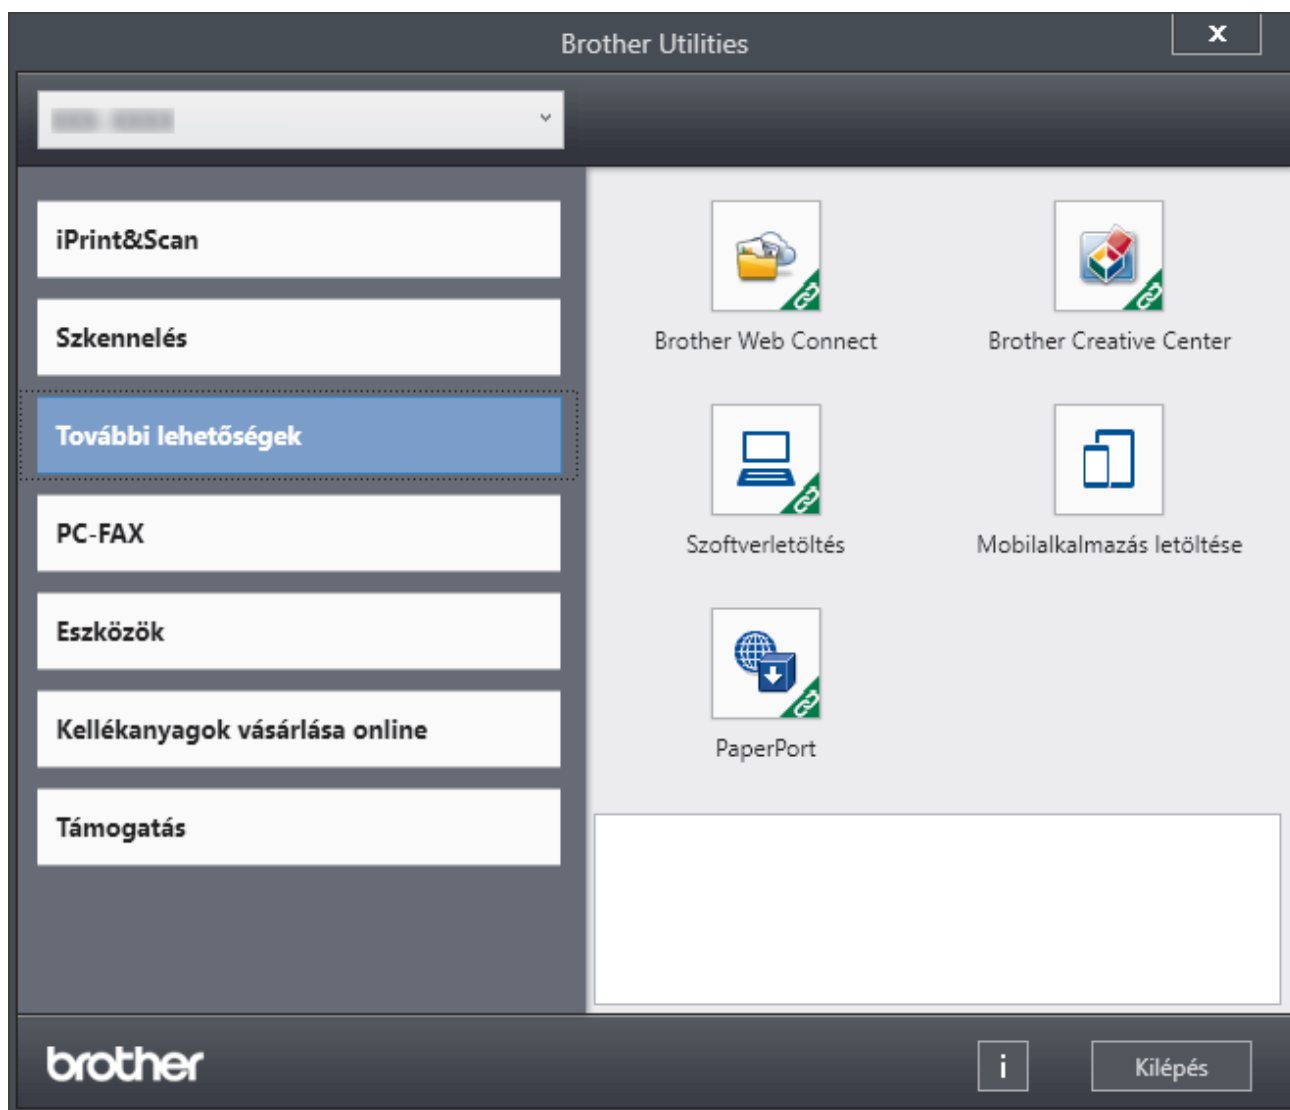 Brother Utilities
x
iPrint&Scan
Szkennelés
További lehetőségek
PC-FAX
Eszközök
Kellékanyagok vásárlása online
Támogatás
Brother Web Connect
Brother Creative Center
Szoftverletöltés
Mobilalkalmazás letöltése
PaperPort
brother
i
Kilépés